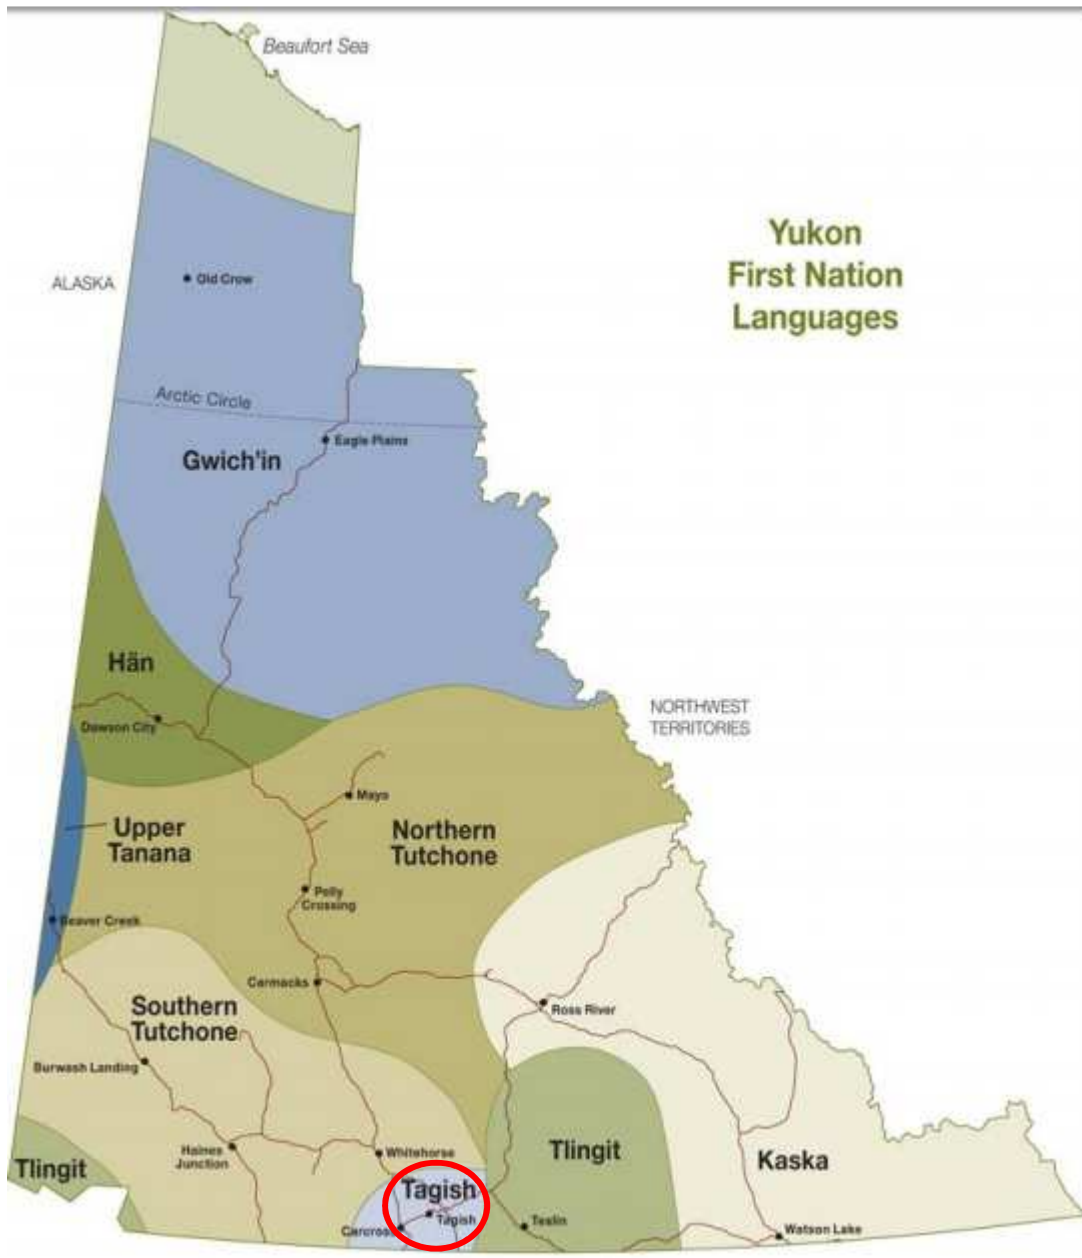 Beaufort Sea
Yukon
First Nation
Languages
ALASKA
Old Crow
Arctic Circle
Eagle Plains
Gwich'in
Hän
NORTHWEST
TERRITORIES
Dawson City
Mayo
Upper
Tanana
Northern
Tutchone
Pelly
Crossing
Beaver Creek
Carmacks
Southern
Tutchone
Ross River
Burwash Landing
Haines
Junction
Whitehorse
Tlingit
Kaska
Tlingit
Tagish
Tagish
Carcross
Teslin
Watson Lake